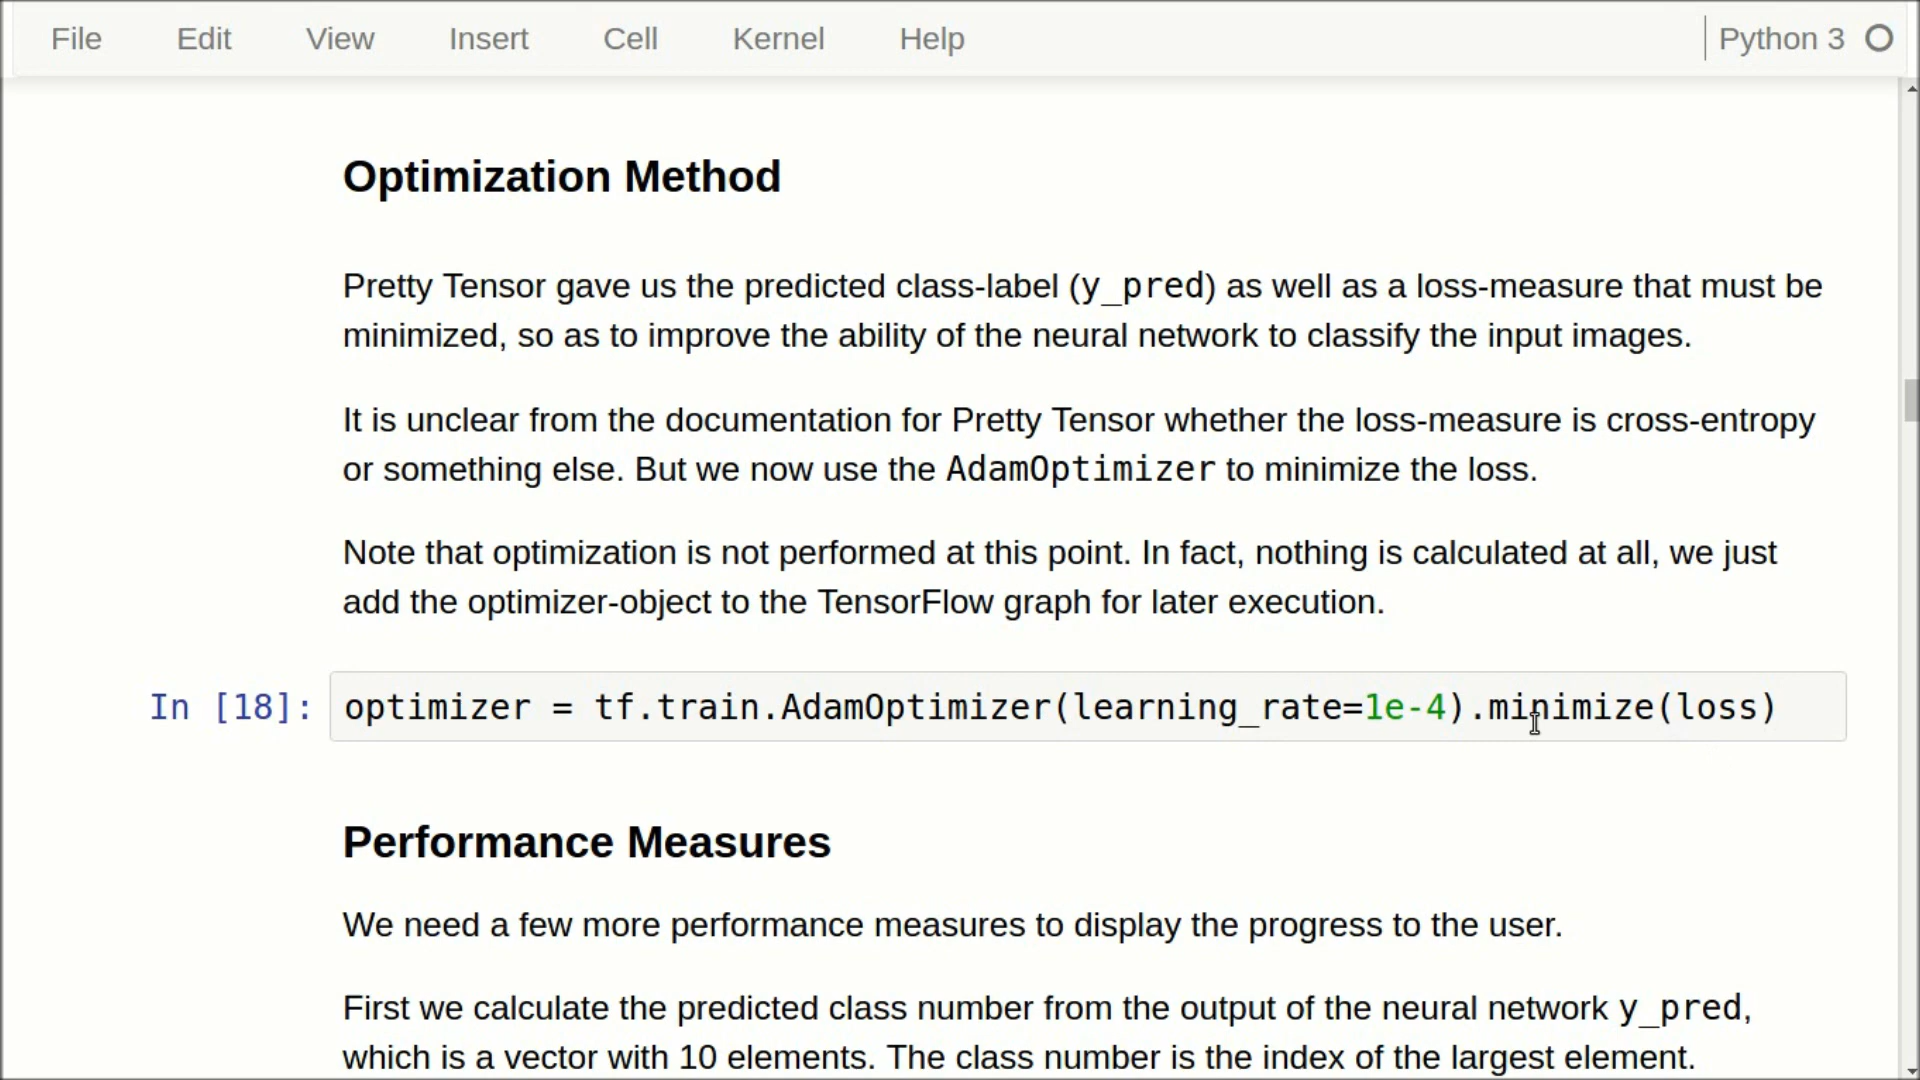 File Edit View Insert Cell Kernel Help Python 3
Optimization Method
Pretty Tensor gave us the predicted class-label (y_pred) as well as a loss-measure that must be
minimized, so as to improve the ability of the neural network to classify the input images.
It is unclear from the documentation for Pretty Tensor whether the loss-measure is cross-entropy
or something else. But we now use the AdamOptimizer to minimize the loss.
Note that optimization is not performed at this point. In fact, nothing is calculated at all, we just
add the optimizer-object to the TensorFlow graph for later execution.
In [18]: optimizer = tf.train.AdamOptimizer(learning_rate=1e-4).minimize(loss)
Performance Measures
We need a few more performance measures to display the progress to the user.
First we calculate the predicted class number from the output of the neural network y_pred,
which is a vector with 10 elements. The class number is the index of the largest element.